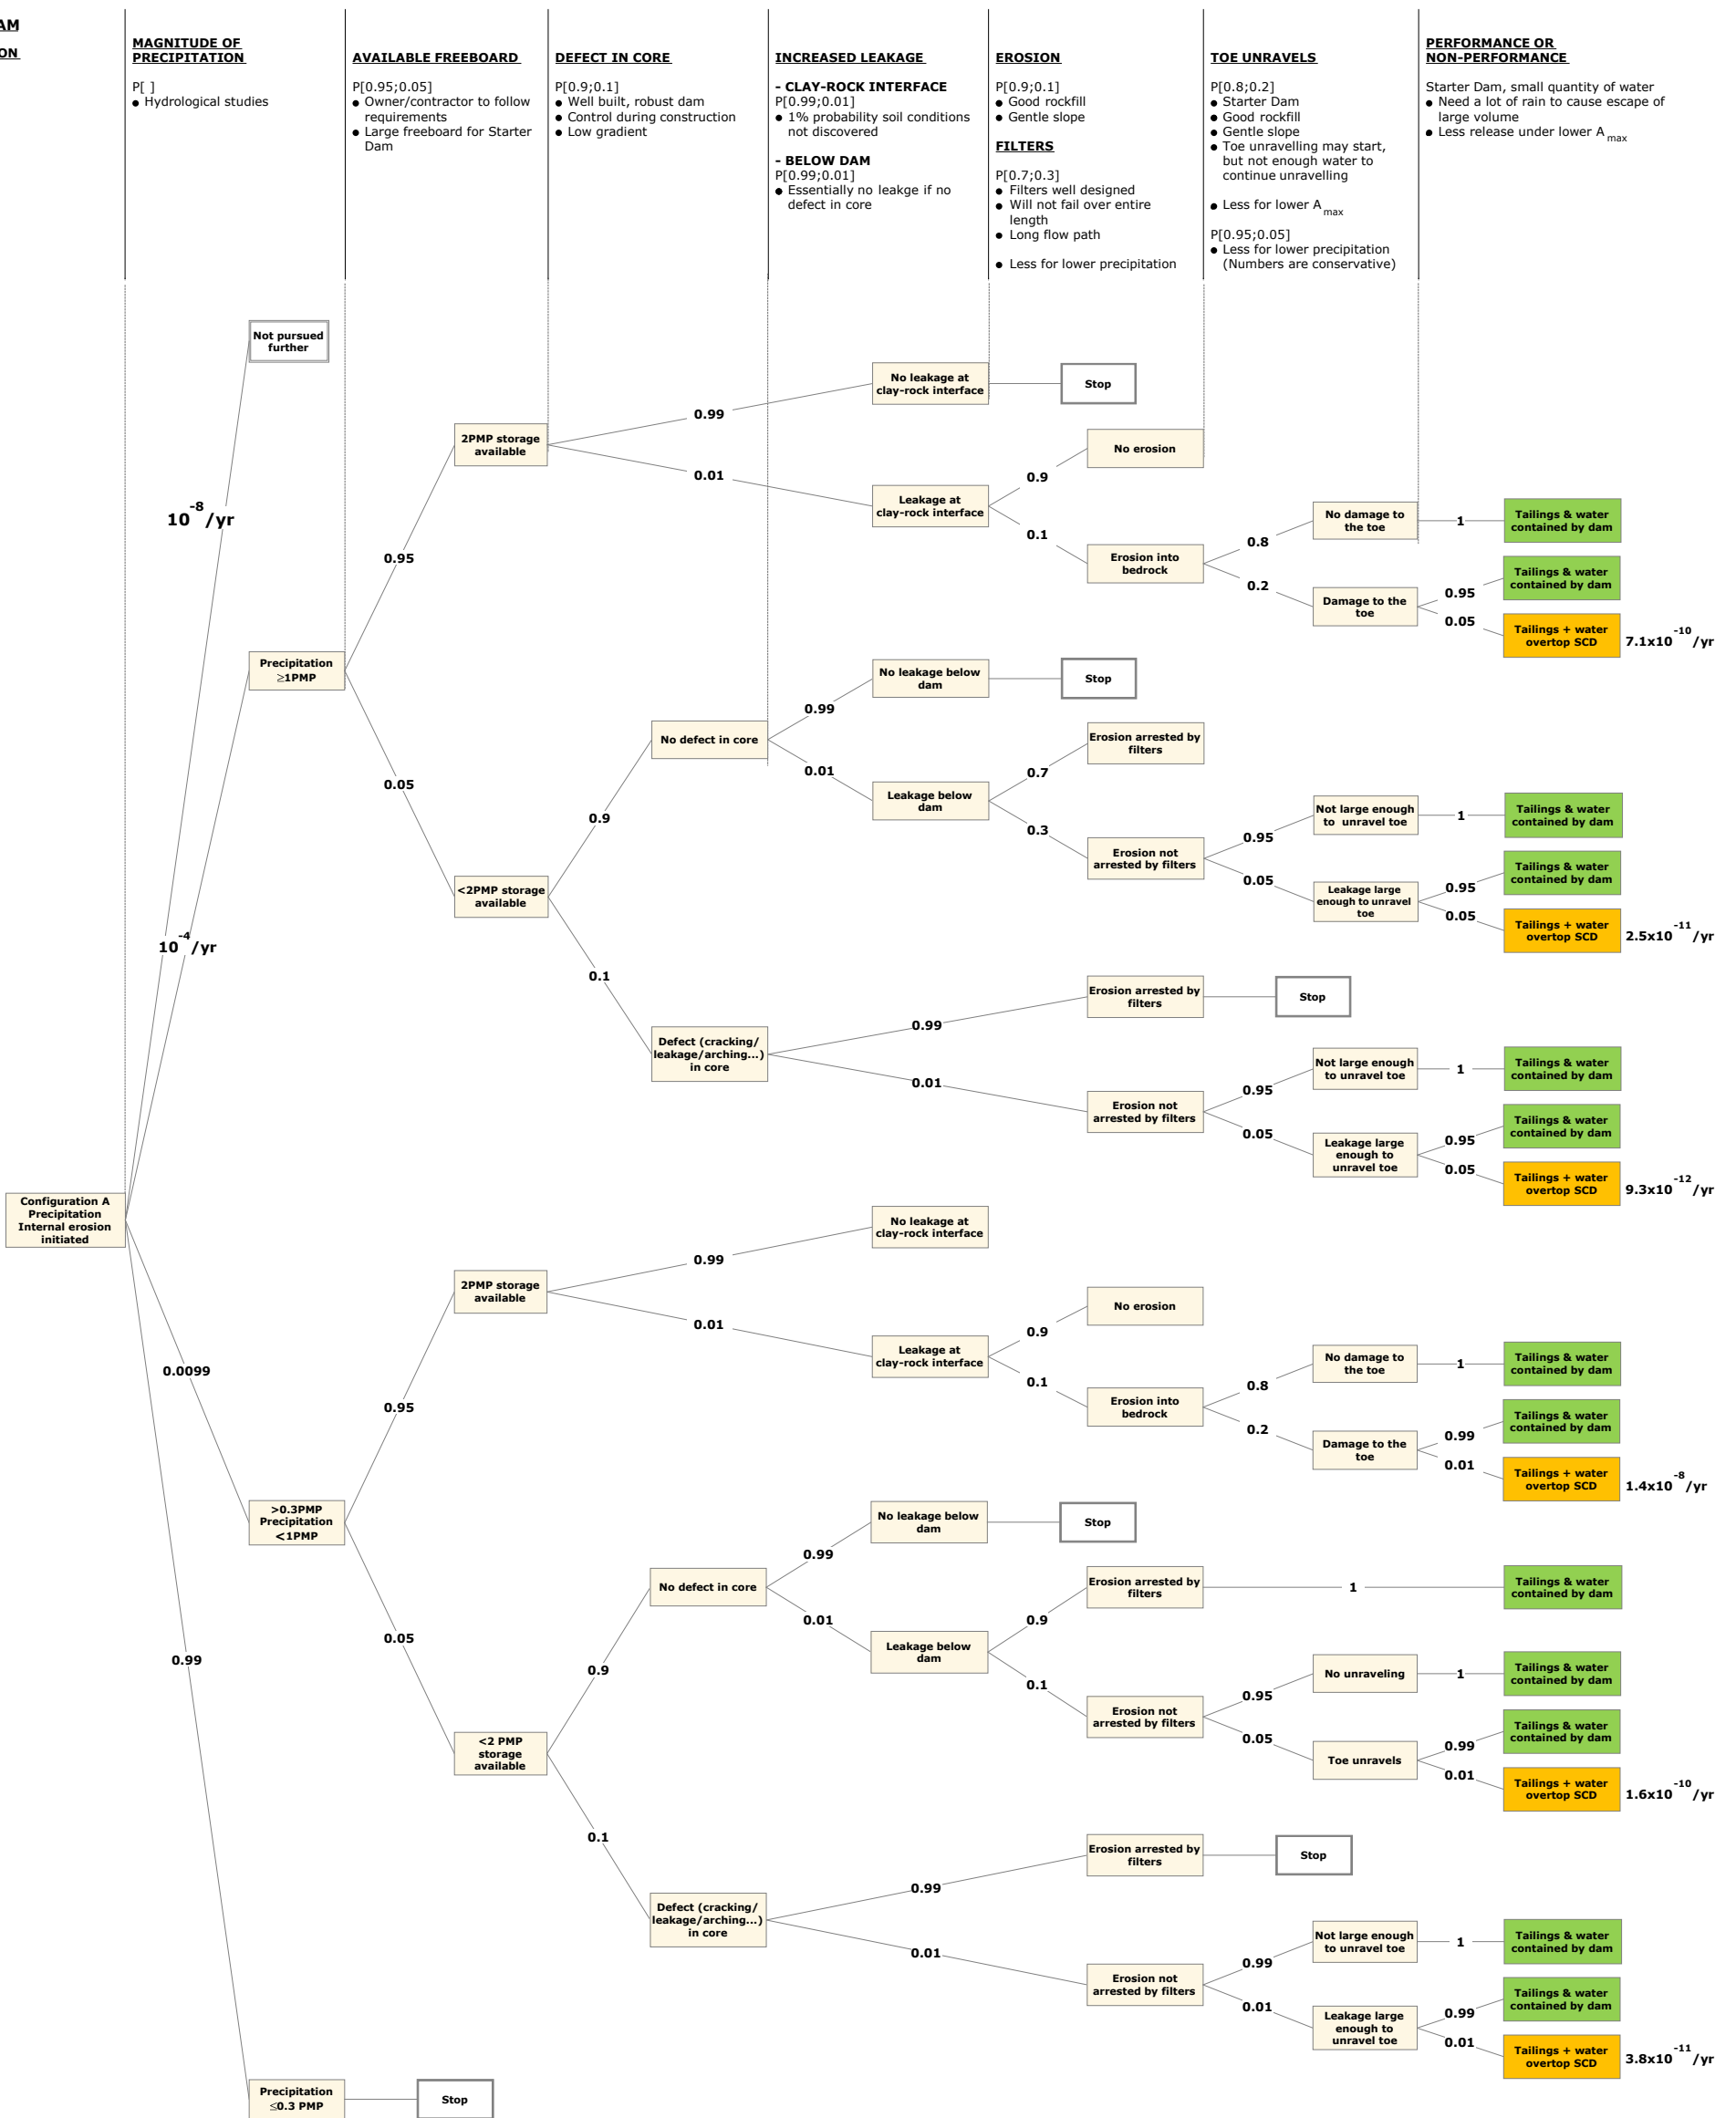 AM
ON
MAGNITUDE OF
PRECIPITATION
P[ ]
● Hydrological studies
AVAILABLE FREEBOARD
P[0.95;0.05]
● Owner/contractor to follow
requirements
● Large freeboard for Starter
Dam
DEFECT IN CORE
P[0.9;0.1]
● Well built, robust dam
● Control during construction
● Low gradient
INCREASED LEAKAGE
- CLAY-ROCK INTERFACE
P[0.99;0.01]
● 1% probability soil conditions
not discovered
- BELOW DAM
P[0.99;0.01]
● Essentially no leakge if no
defect in core
EROSION
P[0.9;0.1]
● Good rockfill
● Gentle slope
FILTERS
P[0.7;0.3]
● Filters well designed
● Will not fail over entire
length
● Long flow path
● Less for lower precipitation
TOE UNRAVELS
P[0.8;0.2]
● Starter Dam
● Good rockfill
● Gentle slope
● Toe unravelling may start,
but not enough water to
continue unravelling
● Less for lower A max
P[0.95;0.05]
● Less for lower precipitation
(Numbers are conservative)
PERFORMANCE OR
NON-PERFORMANCE
Starter Dam, small quantity of water
● Need a lot of rain to cause escape of
large volume
● Less release under lower A max
Not pursued
further
No leakage at
clay-rock interface
Stop
0.99
2PMP storage
available
No erosion
0.01
0.9
Leakage at
clay-rock interface
10^-8/yr
No damage to
the toe
1
Tailings & water
contained by dam
0.1
0.8
0.95
Erosion into
bedrock
Tailings & water
contained by dam
0.2
0.95
Damage to the
toe
0.05
Tailings + water
overtop SCD
7.1x10^-10/yr
Precipitation
≥1PMP
No leakage below
dam
Stop
0.99
No defect in core
Erosion arrested by
filters
0.01
0.7
0.05
Leakage below
dam
0.9
0.3
Not large enough
to unravel toe
1
Tailings & water
contained by dam
0.95
Erosion not
arrested by filters
Tailings & water
contained by dam
0.05
0.95
<2PMP storage
available
Leakage large
enough to unravel
toe
0.05
Tailings + water
overtop SCD
2.5x10^-11/yr
10^-4/yr
0.1
Erosion arrested by
filters
Stop
0.99
Defect (cracking/
leakage/arching...)
in core
Not large enough
to unravel toe
1
Tailings & water
contained by dam
0.01
0.95
Erosion not
arrested by filters
Tailings & water
contained by dam
0.05
0.95
Leakage large
enough to
unravel toe
0.05
Tailings + water
overtop SCD
9.3x10^-12/yr
Configuration A
Precipitation
Internal erosion
initiated
No leakage at
clay-rock interface
0.99
2PMP storage
available
No erosion
0.01
0.9
Leakage at
clay-rock interface
0.0099
No damage to
the toe
1
Tailings & water
contained by dam
0.1
0.8
0.95
Erosion into
bedrock
Tailings & water
contained by dam
0.2
0.99
Damage to the
toe
0.01
Tailings + water
overtop SCD
1.4x10^-8/yr
>0.3PMP
Precipitation
<1PMP
No leakage below
dam
Stop
0.99
No defect in core
Erosion arrested by
filters
1
Tailings & water
contained by dam
0.01
0.9
0.05
Leakage below
dam
0.99
0.9
0.1
No unraveling
1
Tailings & water
contained by dam
0.95
Erosion not
arrested by filters
Tailings & water
contained by dam
0.05
0.99
<2 PMP
storage
available
Toe unravels
0.01
Tailings + water
overtop SCD
1.6x10^-10/yr
0.1
Erosion arrested by
filters
Stop
0.99
Defect (cracking/
leakage/arching...)
in core
Not large enough
to unravel toe
1
Tailings & water
contained by dam
0.01
0.99
Erosion not
arrested by filters
Tailings & water
contained by dam
0.01
0.99
Leakage large
enough to
unravel toe
0.01
Tailings + water
overtop SCD
3.8x10^-11/yr
Precipitation
≤0.3 PMP
Stop